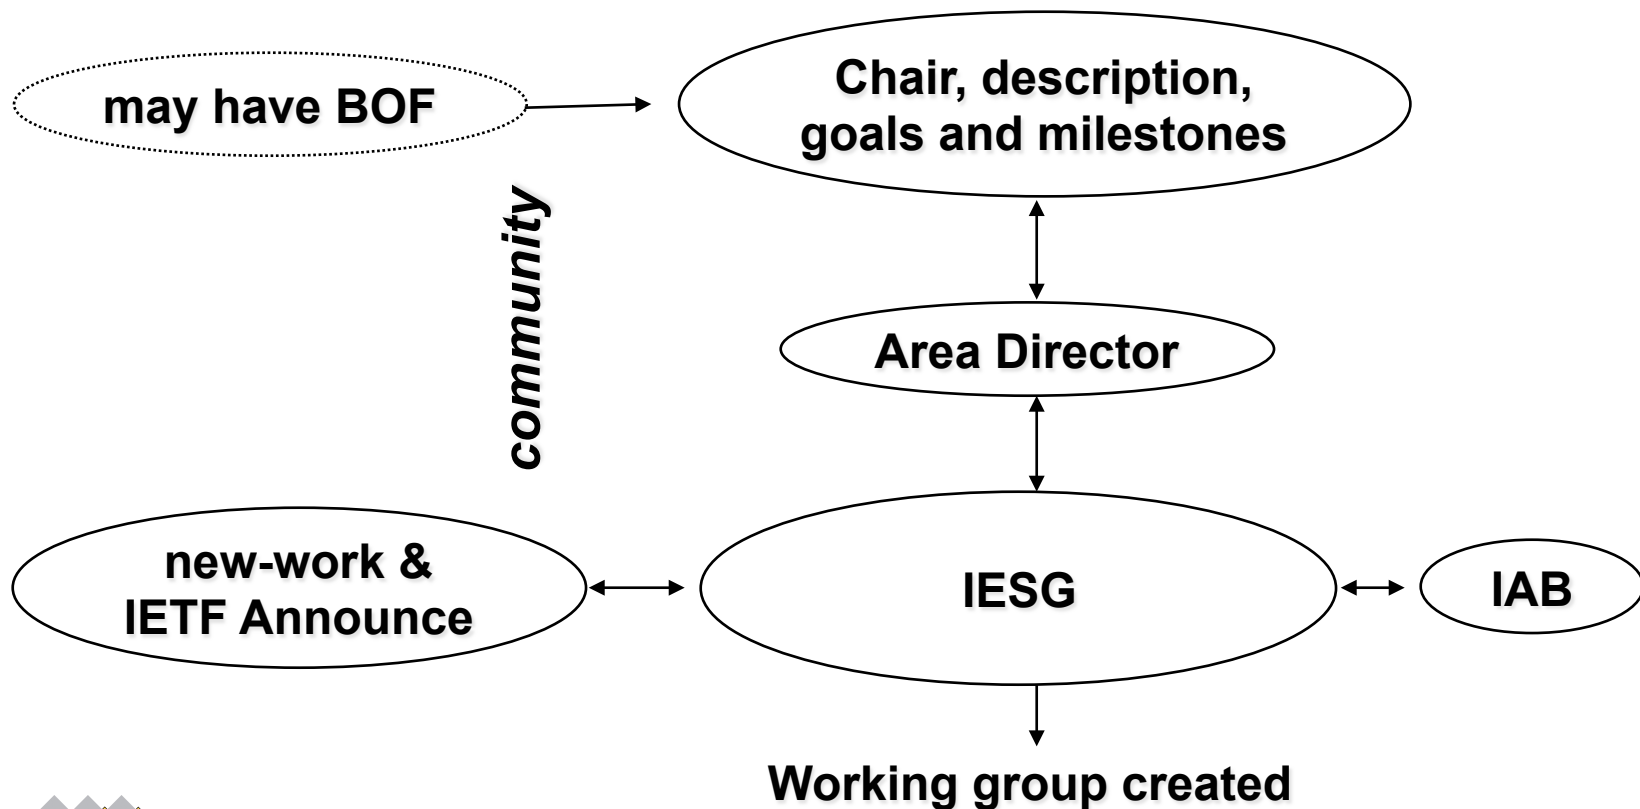 may have BOF
Chair, description,
goals and milestones
community
Area Director
new-work &
IETF Announce
IESG
IAB
Working group created